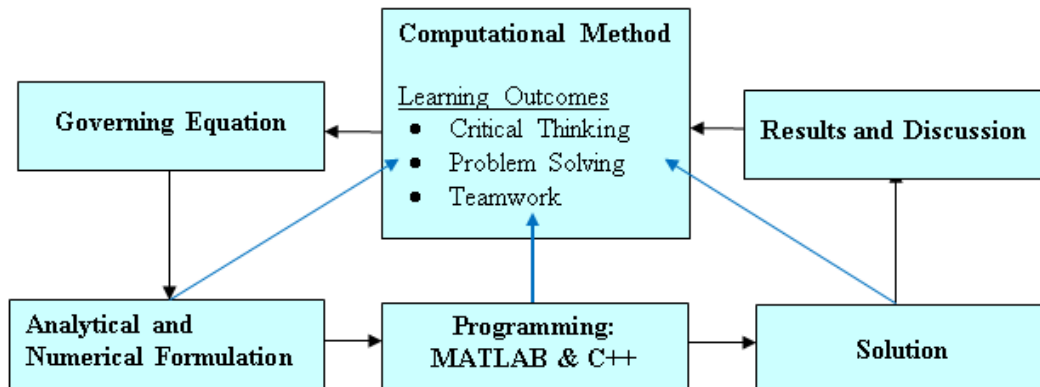 Computational Method
Learning Outcomes
● Critical Thinking
● Problem Solving
● Teamwork
Governing Equation
Results and Discussion
Analytical and
Numerical Formulation
Programming:
MATLAB & C++
Solution